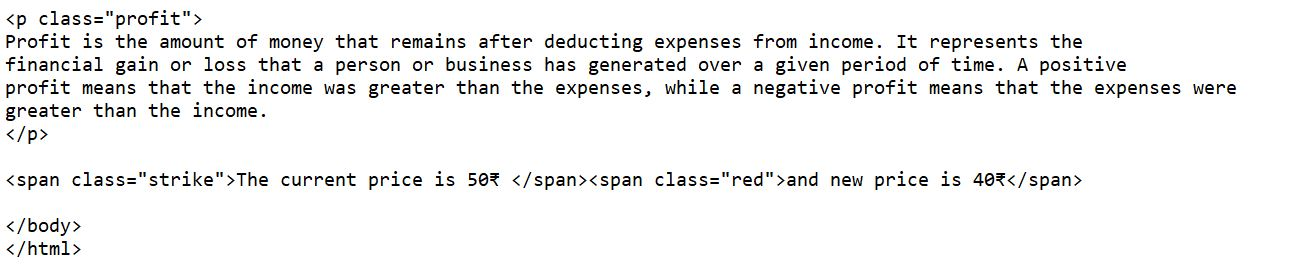 <p class="profit">
Profit is the amount of money that remains after deducting expenses from income. It represents the
financial gain or loss that a person or business has generated over a given period of time. A positive
profit means that the income was greater than the expenses, while a negative profit means that the expenses were
greater than the income.
</p>
<span class="strike">The current price is 50₹ </span><span class="red">and new price is 40₹</span>
</body>
</html>